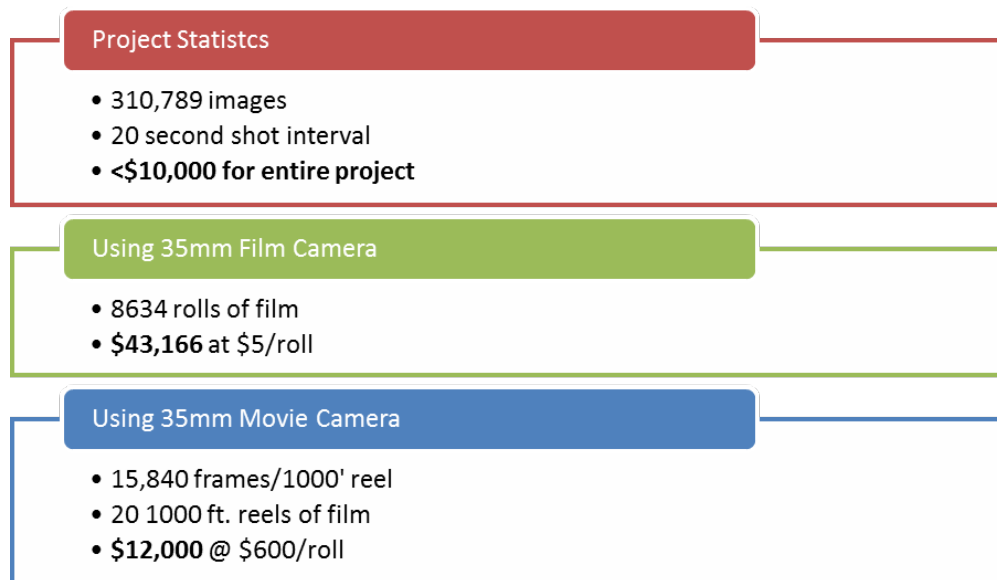 Project Statistcs
• 310,789 images
• 20 second shot interval
• <$10,000 for entire project
Using 35mm Film Camera
• 8634 rolls of film
• $43,166 at $5/roll
Using 35mm Movie Camera
• 15,840 frames/1000' reel
• 20 1000 ft. reels of film
• $12,000 @ $600/roll